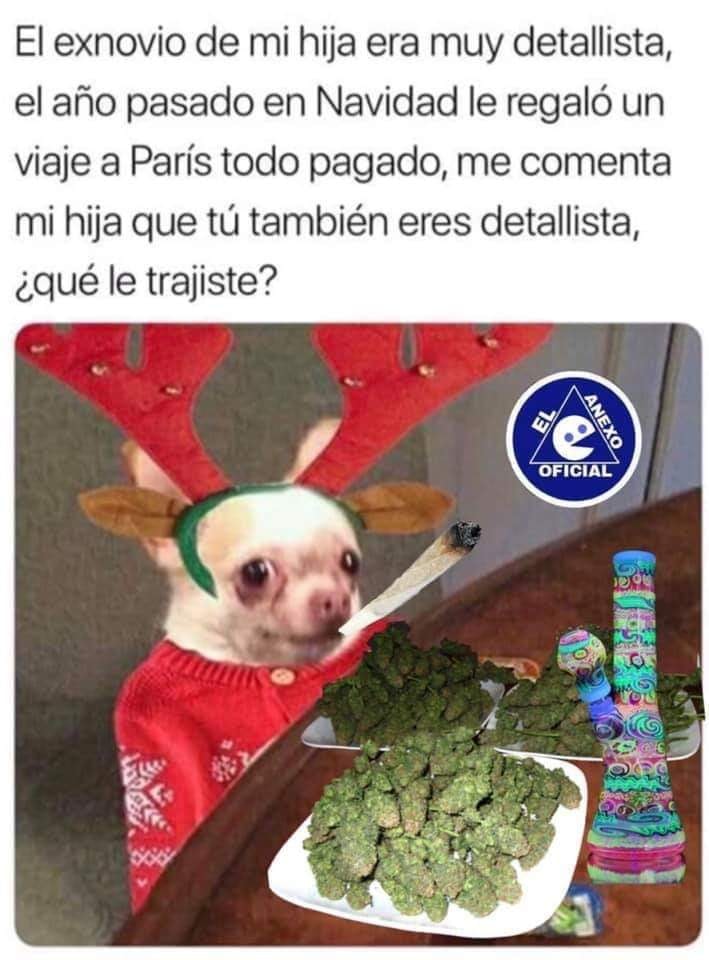 El exnovio de mi hija era muy detallista,
el año pasado en Navidad le regaló un
viaje a París todo pagado, me comenta
mi hija que tú también eres detallista,
¿qué le trajiste?
EL ANEXO
OFICIAL